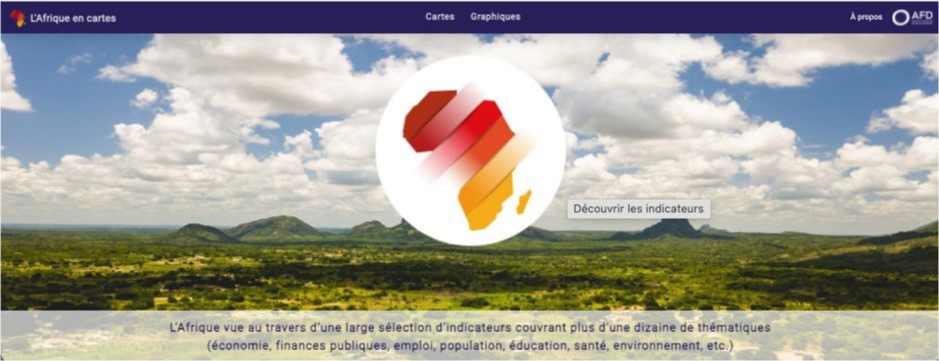 L'Afrique en cartes
Cartes
Graphiques
À propos
AFD
Découvrir les indicateurs
L'Afrique vue au travers d'une large sélection d'indicateurs couvrant plus d'une dizaine de thématiques
(économie, finances publiques, emploi, population, éducation, santé, environnement, etc.)